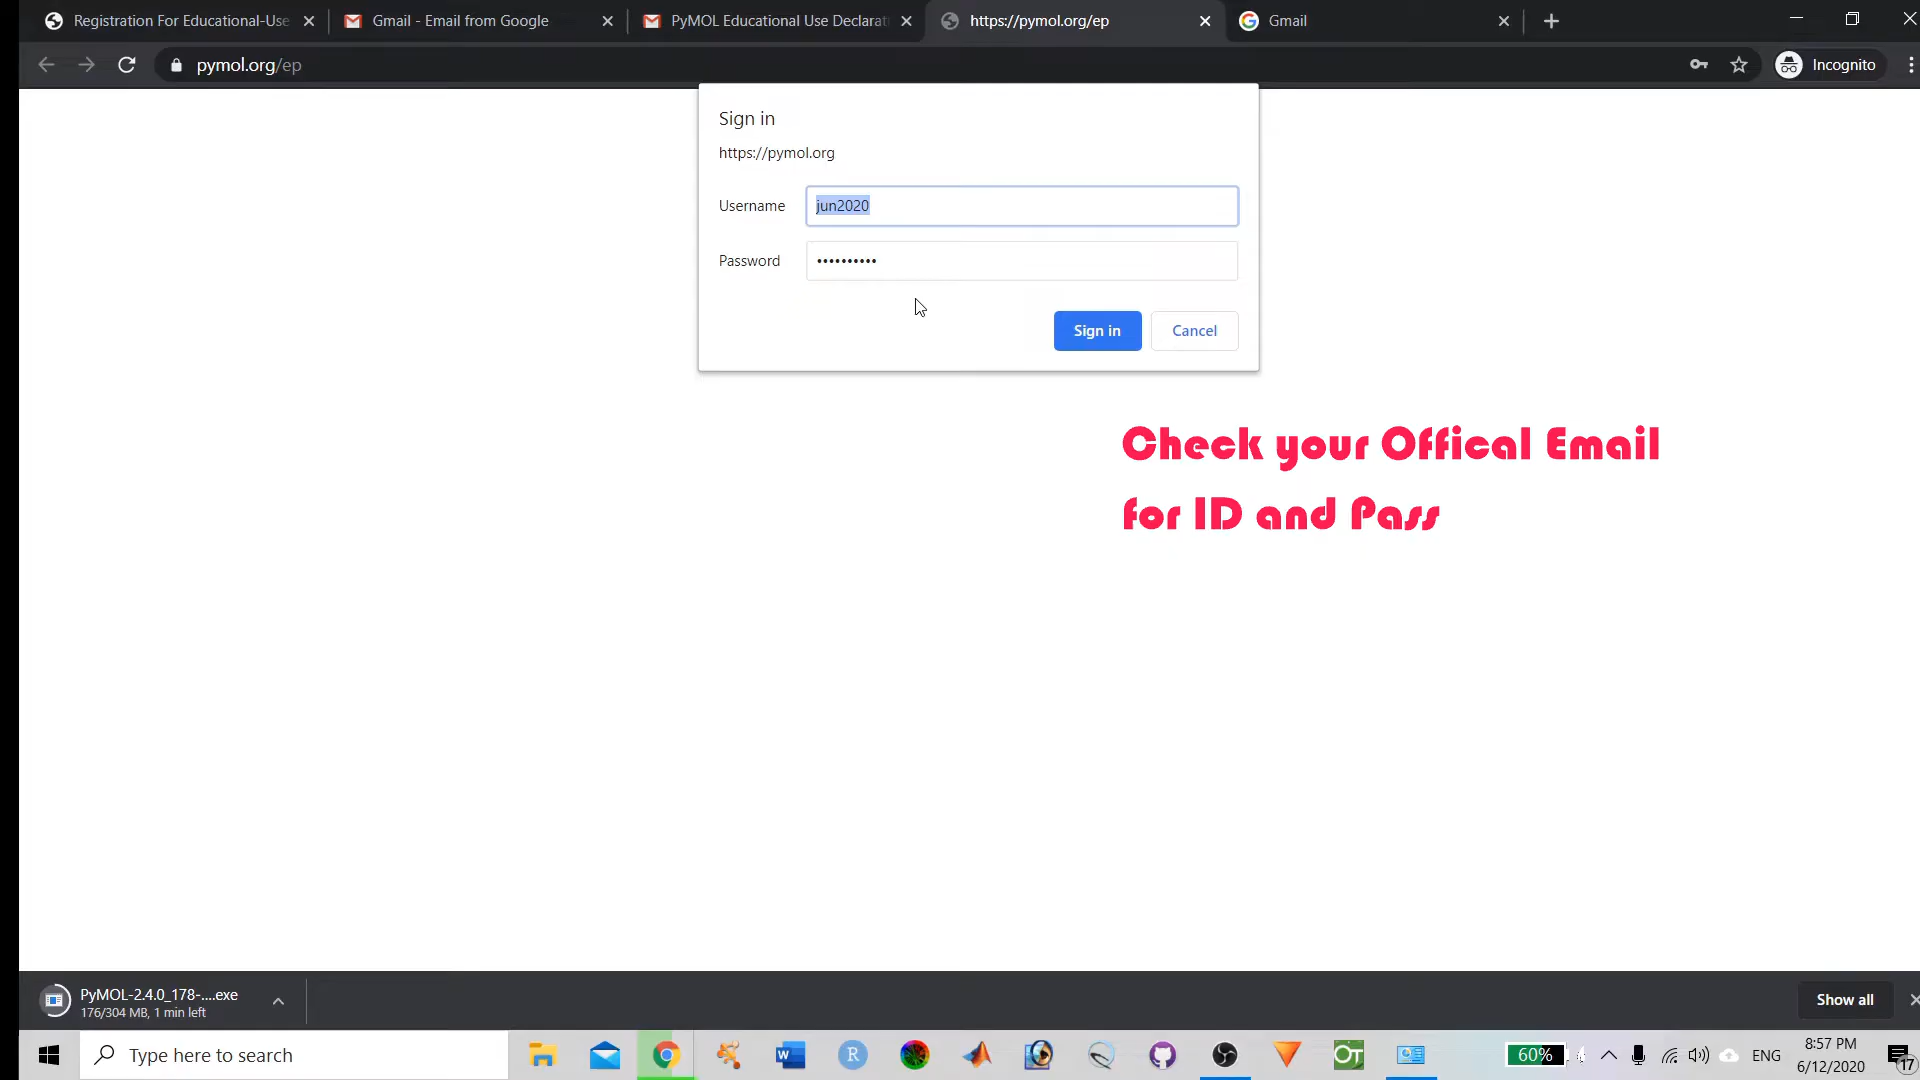 Registration For Educational-Use
Gmail - Email from Google
PyMOL Educational Use Declarat
https://pymol.org/ep
Gmail
pymol.org/ep
Incognito
Sign in
https://pymol.org
Username
jun2020
Password
Sign in
Cancel
Check your Offical Email
for ID and Pass
PyMOL-2.4.0_178-....exe
176/304 MB, 1 min left
Show all
Type here to search
W
R
OT
60%
ENG
8:57 PM
6/12/2020
17